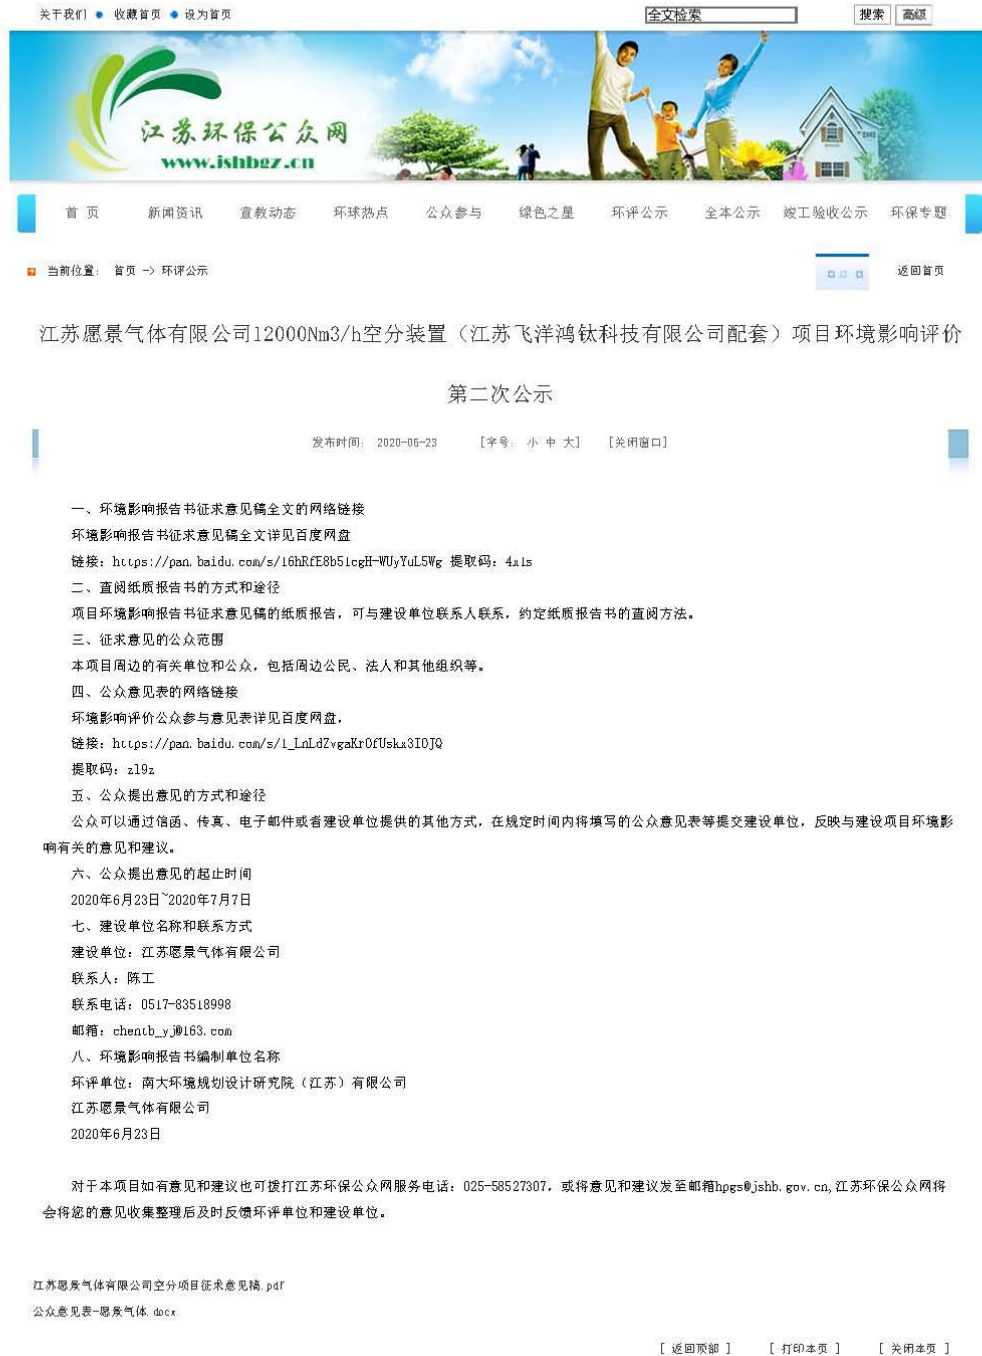 关于我们 ● 收藏首页 ● 设为首页
全文检索 搜索 高级
江苏环保公众网
www.jshbgz.cn
首 页 新闻资讯 宣教动态 环球热点 公众参与 绿色之星 环评公示 全本公示 竣工验收公示 环保专题
当前位置: 首页 -> 环评公示 返回首页
江苏愿景气体有限公司12000Nm3/h空分装置（江苏飞洋鸿钛科技有限公司配套）项目环境影响评价
第二次公示
发布时间: 2020-06-23 [字号: 小 中 大] [关闭窗口]
一、环境影响报告书征求意见稿全文的网络链接
环境影响报告书征求意见稿全文详见百度网盘
链接：https://pan.baidu.com/s/16hRfE8b51cgH-WUyYuL5Wg 提取码：4x1s
二、查阅纸质报告书的方式和途径
项目环境影响报告书征求意见稿的纸质报告，可与建设单位联系人联系，约定纸质报告书的查阅方法。
三、征求意见的公众范围
本项目周边的有关单位和公众，包括周边公民、法人和其他组织等。
四、公众意见表的网络链接
环境影响评价公众参与意见表详见百度网盘，
链接：https://pan.baidu.com/s/1_LnLdZvgaKrOfUskx3I0JQ
提取码：z19z
五、公众提出意见的方式和途径
公众可以通过信函、传真、电子邮件或者建设单位提供的其他方式，在规定时间内将填写的公众意见表等提交建设单位，反映与建设项目环境影
响有关的意见和建议。
六、公众提出意见的起止时间
2020年6月23日~2020年7月7日
七、建设单位名称和联系方式
建设单位：江苏愿景气体有限公司
联系人：陈工
联系电话：0517-83518998
邮箱：chentb_yj@163.com
八、环境影响报告书编制单位名称
环评单位：南大环境规划设计研究院（江苏）有限公司
江苏愿景气体有限公司
2020年6月23日
对于本项目如有意见和建议也可拨打江苏环保公众网服务电话：025-58527307，或将意见和建议发至邮箱hpgs@jshb.gov.cn,江苏环保公众网将
会将您的意见收集整理后及时反馈环评单位和建设单位。
江苏愿景气体有限公司空分项目征求意见稿.pdf
公众意见表-愿景气体.docx
[ 返回顶部 ] [ 打印本页 ] [ 关闭本页 ]